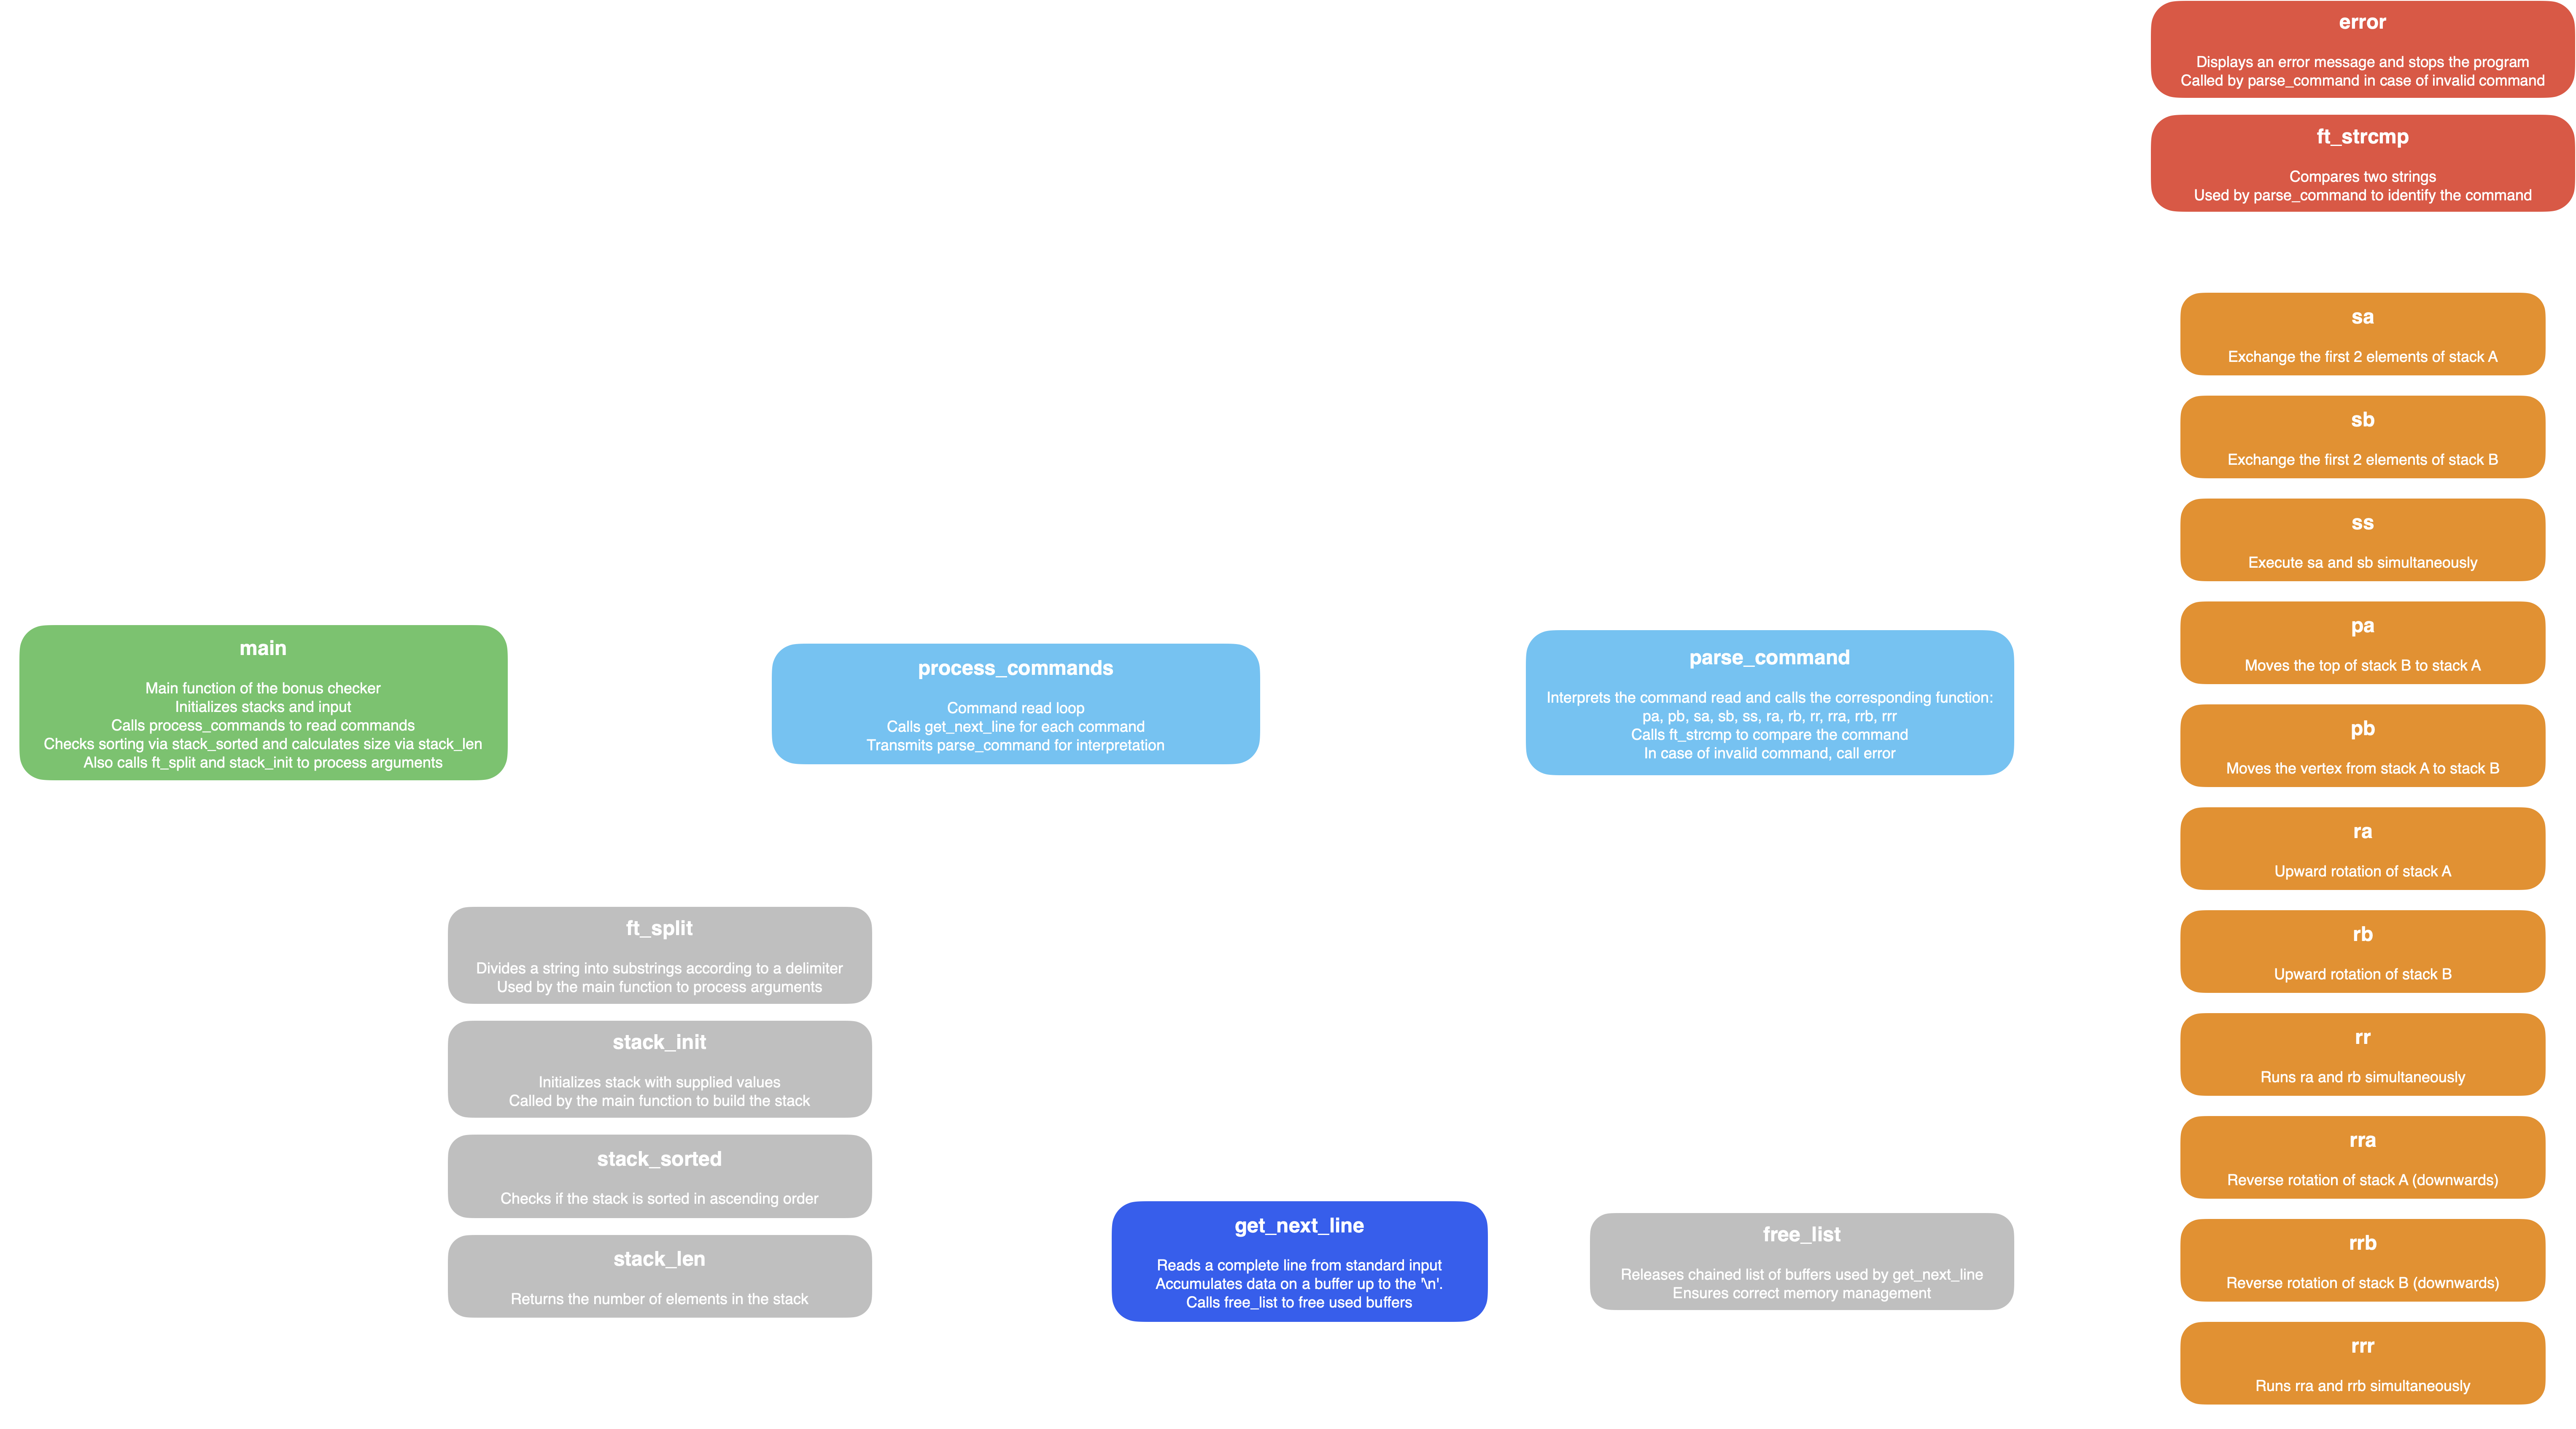 error
Displays an error message and stops the program
Called by parse_command in case of invalid command
ft_strcmp
Compares two strings
Used by parse_command to identify the command
sa
Exchange the first 2 elements of stack A
sb
Exchange the first 2 elements of stack B
ss
Execute sa and sb simultaneously
main
Main function of the bonus checker
Initializes stacks and input
Calls process_commands to read commands
Checks sorting via stack_sorted and calculates size via stack_len
Also calls ft_split and stack_init to process arguments
process_commands
Command read loop
Calls get_next_line for each command
Transmits parse_command for interpretation
parse_command
Interprets the command read and calls the corresponding function:
pa, pb, sa, sb, ss, ra, rb, rr, rra, rrb, rrr
Calls ft_strcmp to compare the command
In case of invalid command, call error
pa
Moves the top of stack B to stack A
pb
Moves the vertex from stack A to stack B
ra
Upward rotation of stack A
rb
Upward rotation of stack B
rr
Runs ra and rb simultaneously
rra
Reverse rotation of stack A (downwards)
rrb
Reverse rotation of stack B (downwards)
rrr
Runs rra and rrb simultaneously
ft_split
Divides a string into substrings according to a delimiter
Used by the main function to process arguments
stack_init
Initializes stack with supplied values
Called by the main function to build the stack
stack_sorted
Checks if the stack is sorted in ascending order
stack_len
Returns the number of elements in the stack
get_next_line
Reads a complete line from standard input
Accumulates data on a buffer up to the '\n'.
Calls free_list to free used buffers
free_list
Releases chained list of buffers used by get_next_line
Ensures correct memory management